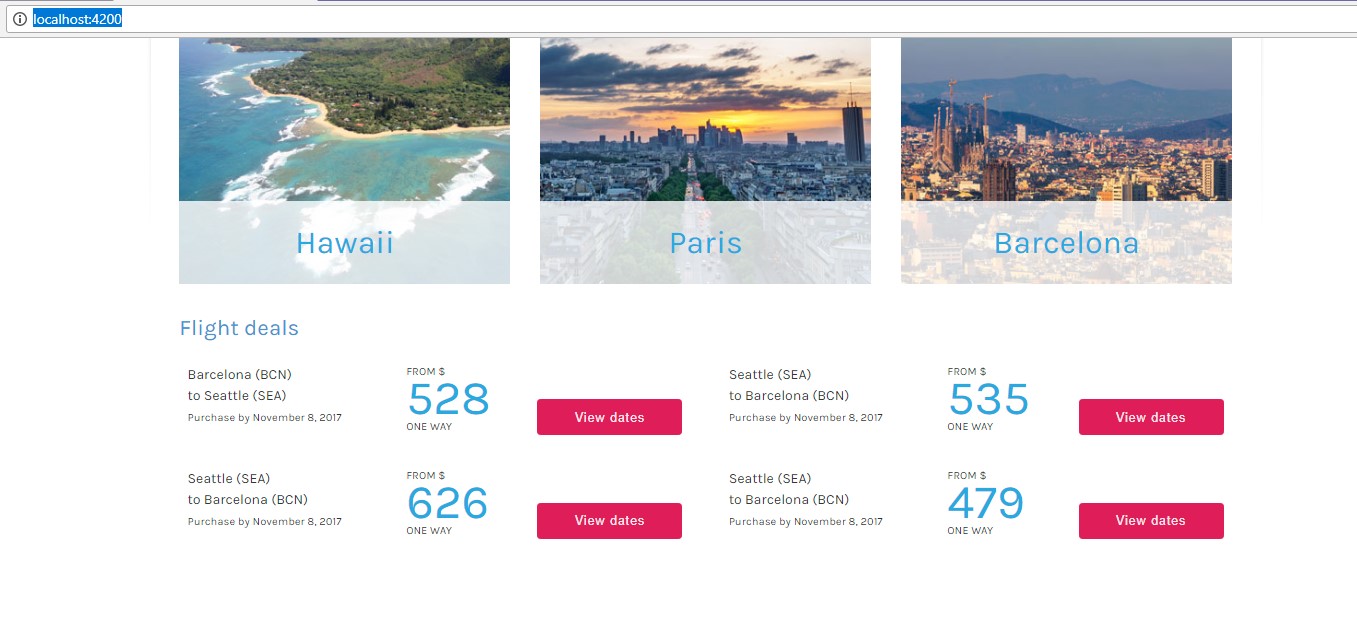 localhost:4200
Hawaii
Paris
Barcelona
Flight deals
Barcelona (BCN)
to Seattle (SEA)
Purchase by November 8, 2017
FROM $
528
ONE WAY
View dates
Seattle (SEA)
to Barcelona (BCN)
Purchase by November 8, 2017
FROM $
535
ONE WAY
View dates
Seattle (SEA)
to Barcelona (BCN)
Purchase by November 8, 2017
FROM $
626
ONE WAY
View dates
Seattle (SEA)
to Barcelona (BCN)
Purchase by November 8, 2017
FROM $
479
ONE WAY
View dates